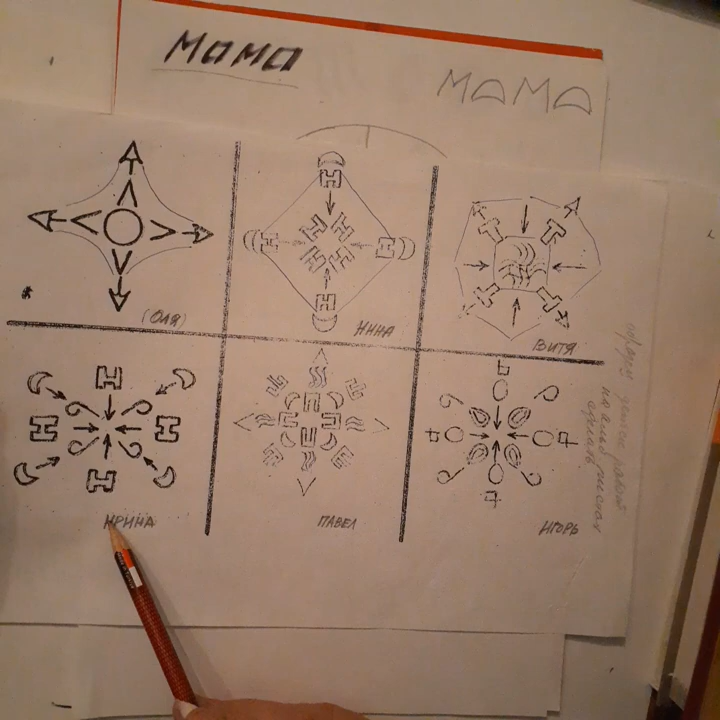 Мама
МАМА
(ОЛЯ)
НИНА
ВИТЯ
ИРИНА
ПАВЕЛ
ИГОРЬ